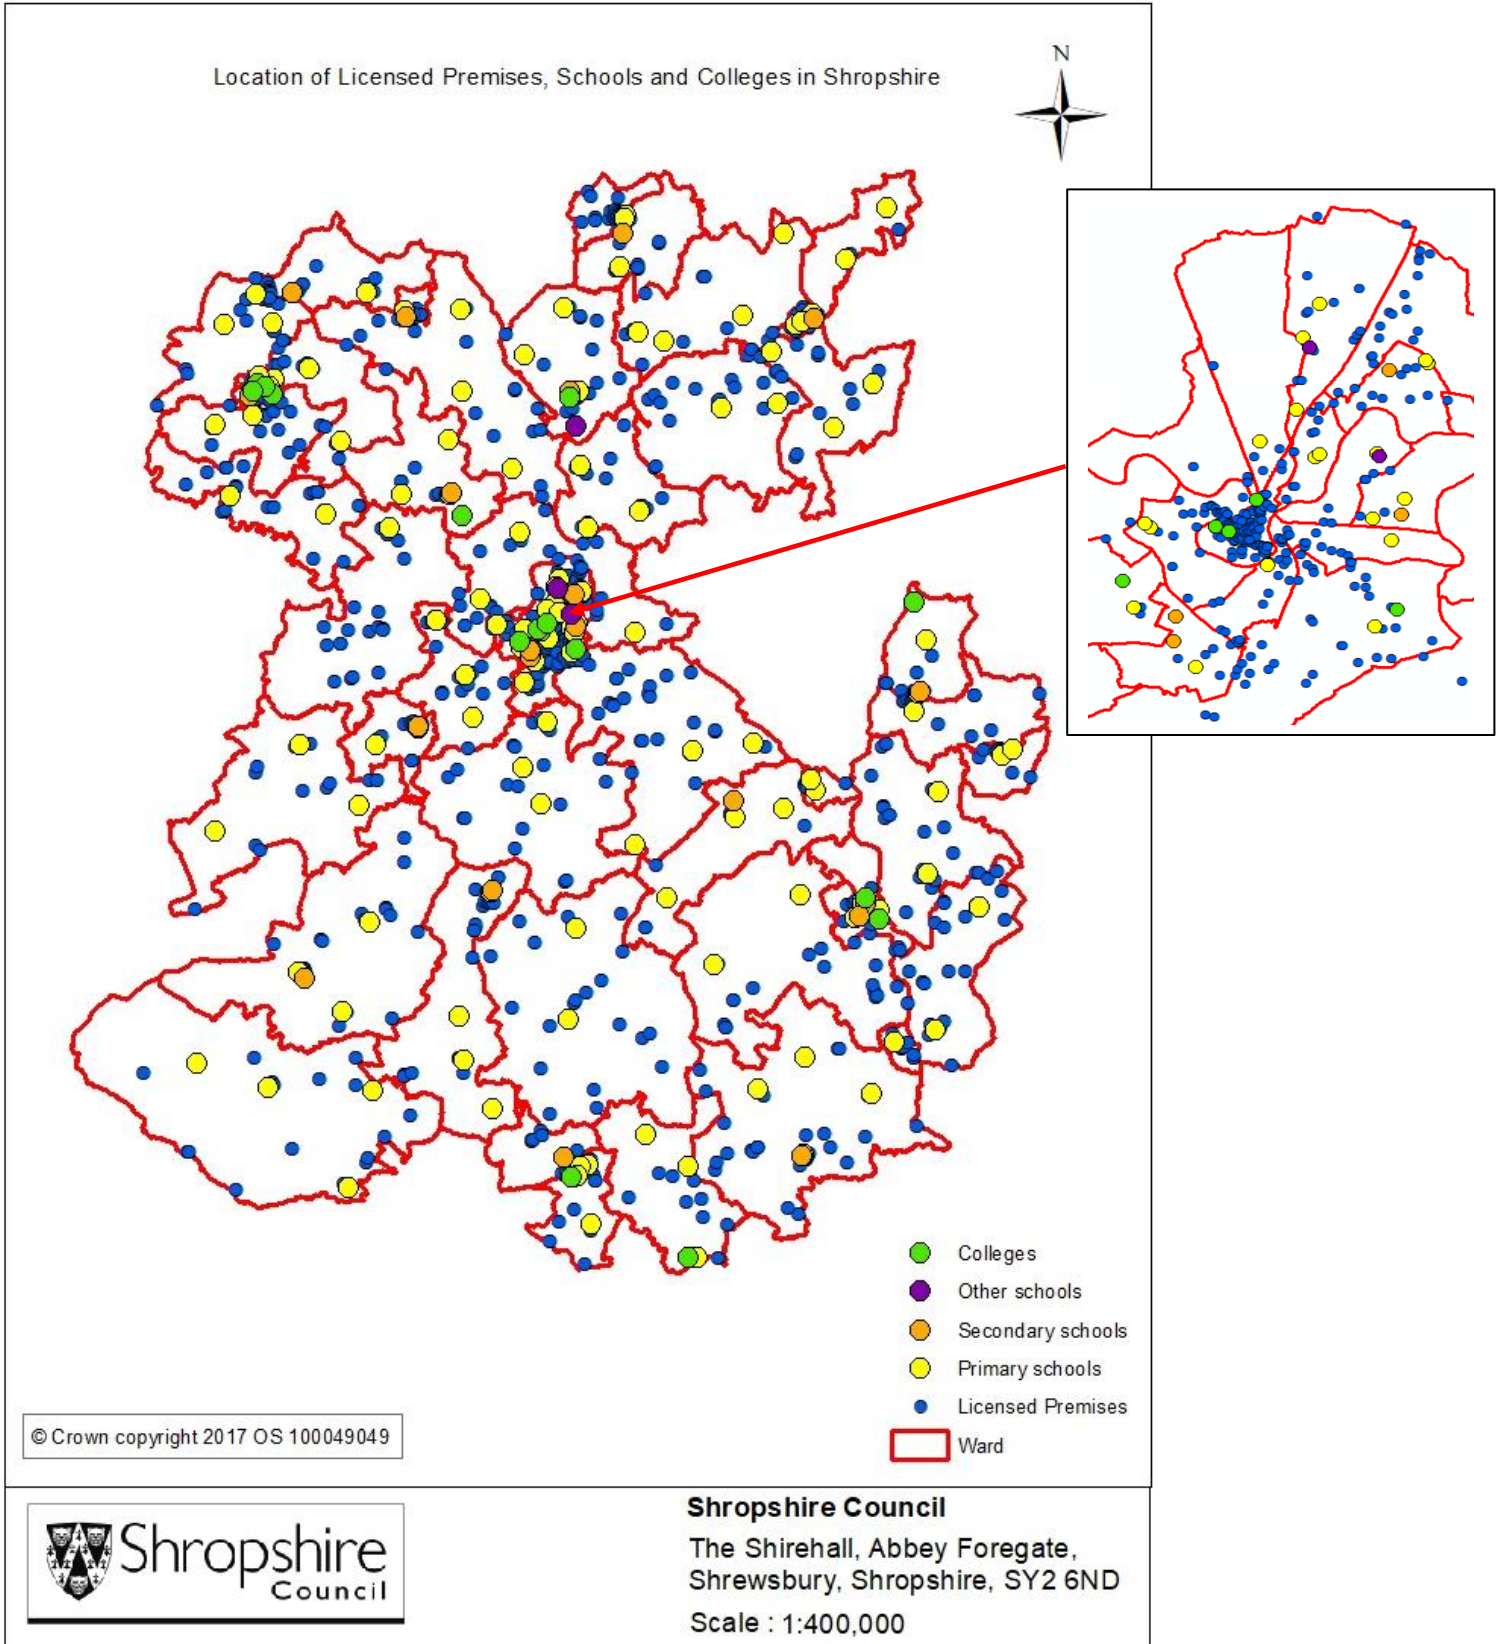 Location of Licensed Premises, Schools and Colleges in Shropshire
N
Colleges
Other schools
Secondary schools
Primary schools
Licensed Premises
Ward
© Crown copyright 2017 OS 100049049
Shropshire
Council
Shropshire Council
The Shirehall, Abbey Foregate,
Shrewsbury, Shropshire, SY2 6ND
Scale : 1:400,000